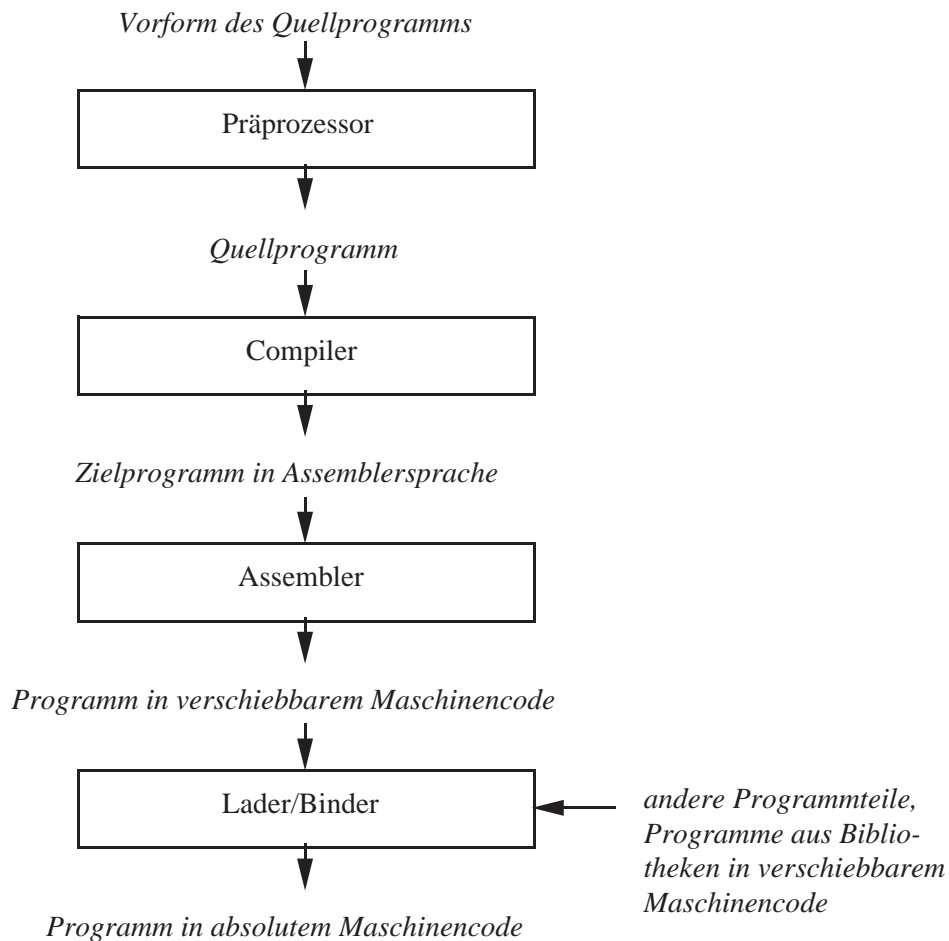 Vorform des Quellprogramms
Präprozessor
Quellprogramm
Compiler
Zielprogramm in Assemblersprache
Assembler
Programm in verschiebbarem Maschinencode
Lader/Binder
andere Programmteile,
Programme aus Biblio-
theken in verschiebbarem
Maschinencode
Programm in absolutem Maschinencode